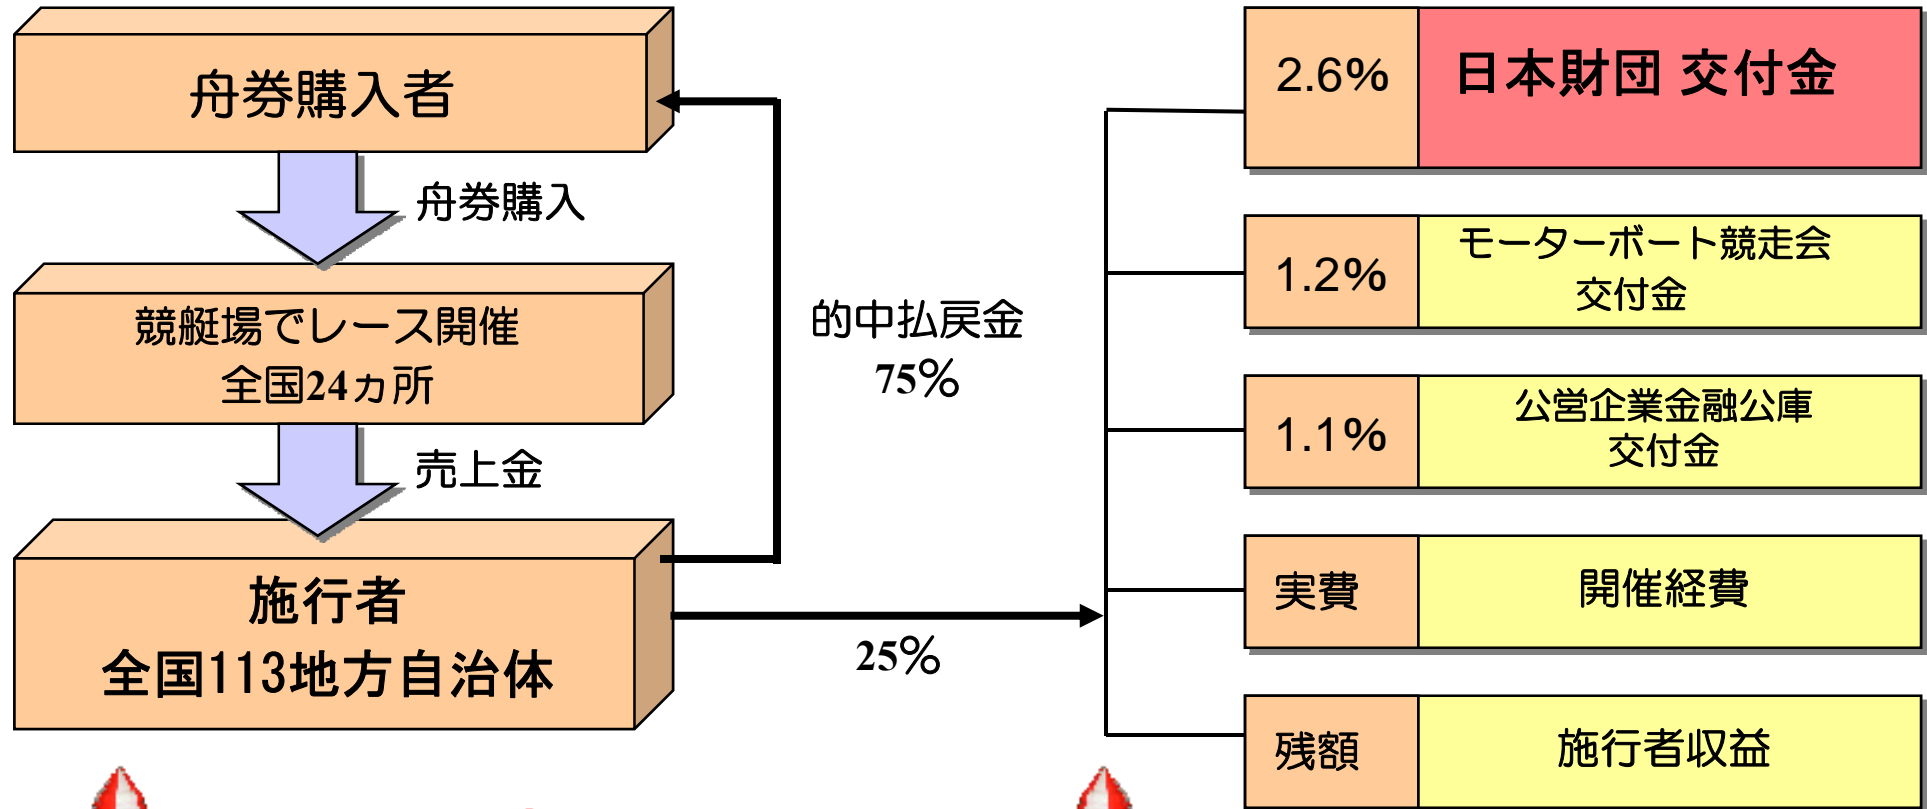 舟券購入者
舟券購入
競艇場でレース開催
全国24ヵ所
売上金
施行者
全国113地方自治体
的中払戻金
75%
25%
2.6%
日本財団 交付金
1.2%
モーターボート競走会
交付金
1.1%
公営企業金融公庫
交付金
実費
開催経費
残額
施行者収益